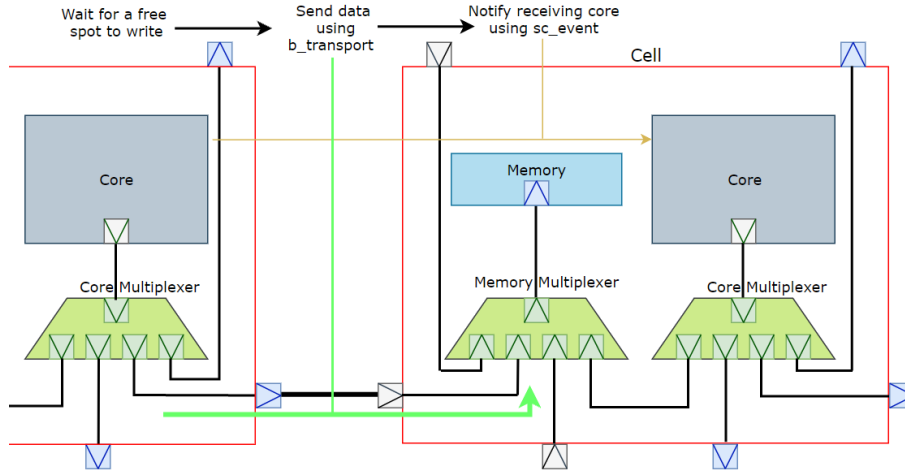 Wait for a free
spot to write
Send data
using
b_transport
Notify receiving core
using sc_event
Cell
Core
Memory
Core
Core Multiplexer
Memory Multiplexer
Core Multiplexer